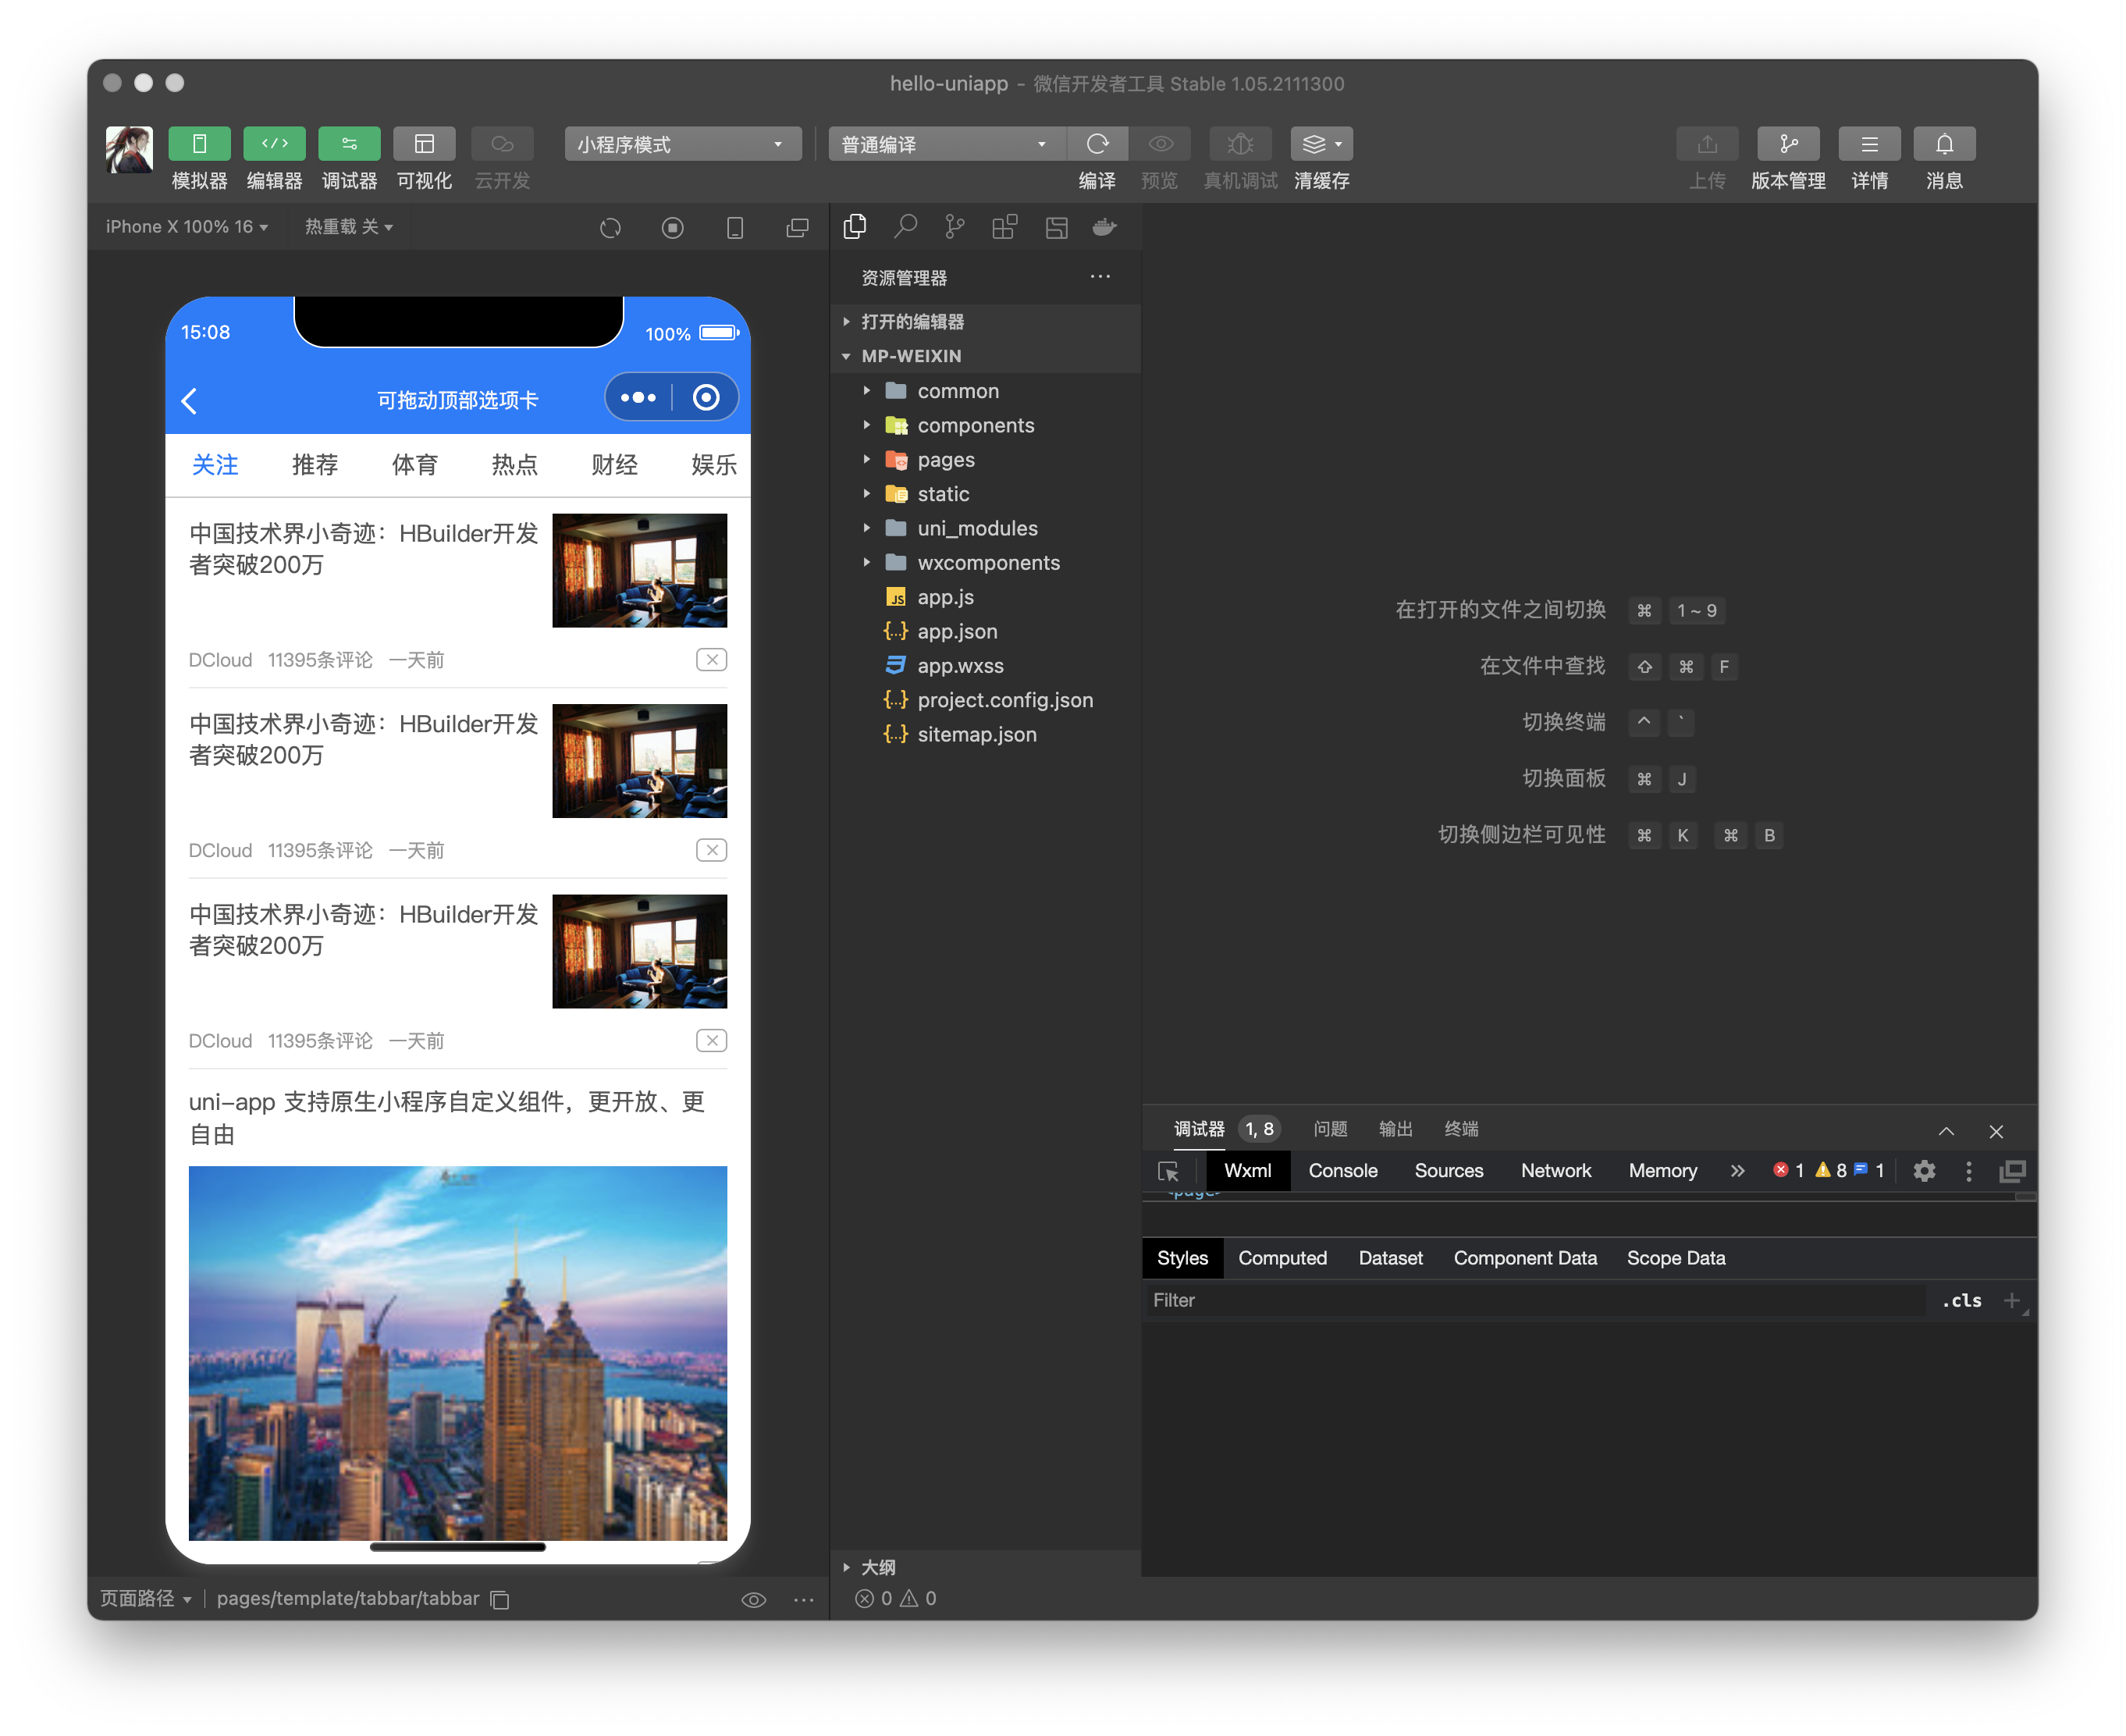 hello-uniapp - 微信开发者工具 Stable 1.05.2111300
模拟器 编辑器 调试器 可视化 云开发
小程序模式
普通编译
编译 预览 真机调试 清缓存
上传 版本管理 详情 消息
iPhone X 100% 16
热重载 关
15:08
100%
可拖动顶部选项卡
关注 推荐 体育 热点 财经 娱乐
中国技术界小奇迹：HBuilder开发
者突破200万
DCloud 11395条评论 一天前
中国技术界小奇迹：HBuilder开发
者突破200万
DCloud 11395条评论 一天前
中国技术界小奇迹：HBuilder开发
者突破200万
DCloud 11395条评论 一天前
uni-app 支持原生小程序自定义组件，更开放、更
自由
页面路径 pages/template/tabbar/tabbar
资源管理器
打开的编辑器
MP-WEIXIN
common
components
pages
static
uni_modules
wxcomponents
JS app.js
{..} app.json
app.wxss
{..} project.config.json
{..} sitemap.json
大纲
0 0
在打开的文件之间切换 ⌘ 1 ~ 9
在文件中查找 ⇧ ⌘ F
切换终端 ^ `
切换面板 ⌘ J
切换侧边栏可见性 ⌘ K ⌘ B
调试器 1, 8 问题 输出 终端
Wxml Console Sources Network Memory 1 8 1
<page>
Styles Computed Dataset Component Data Scope Data
Filter .cls